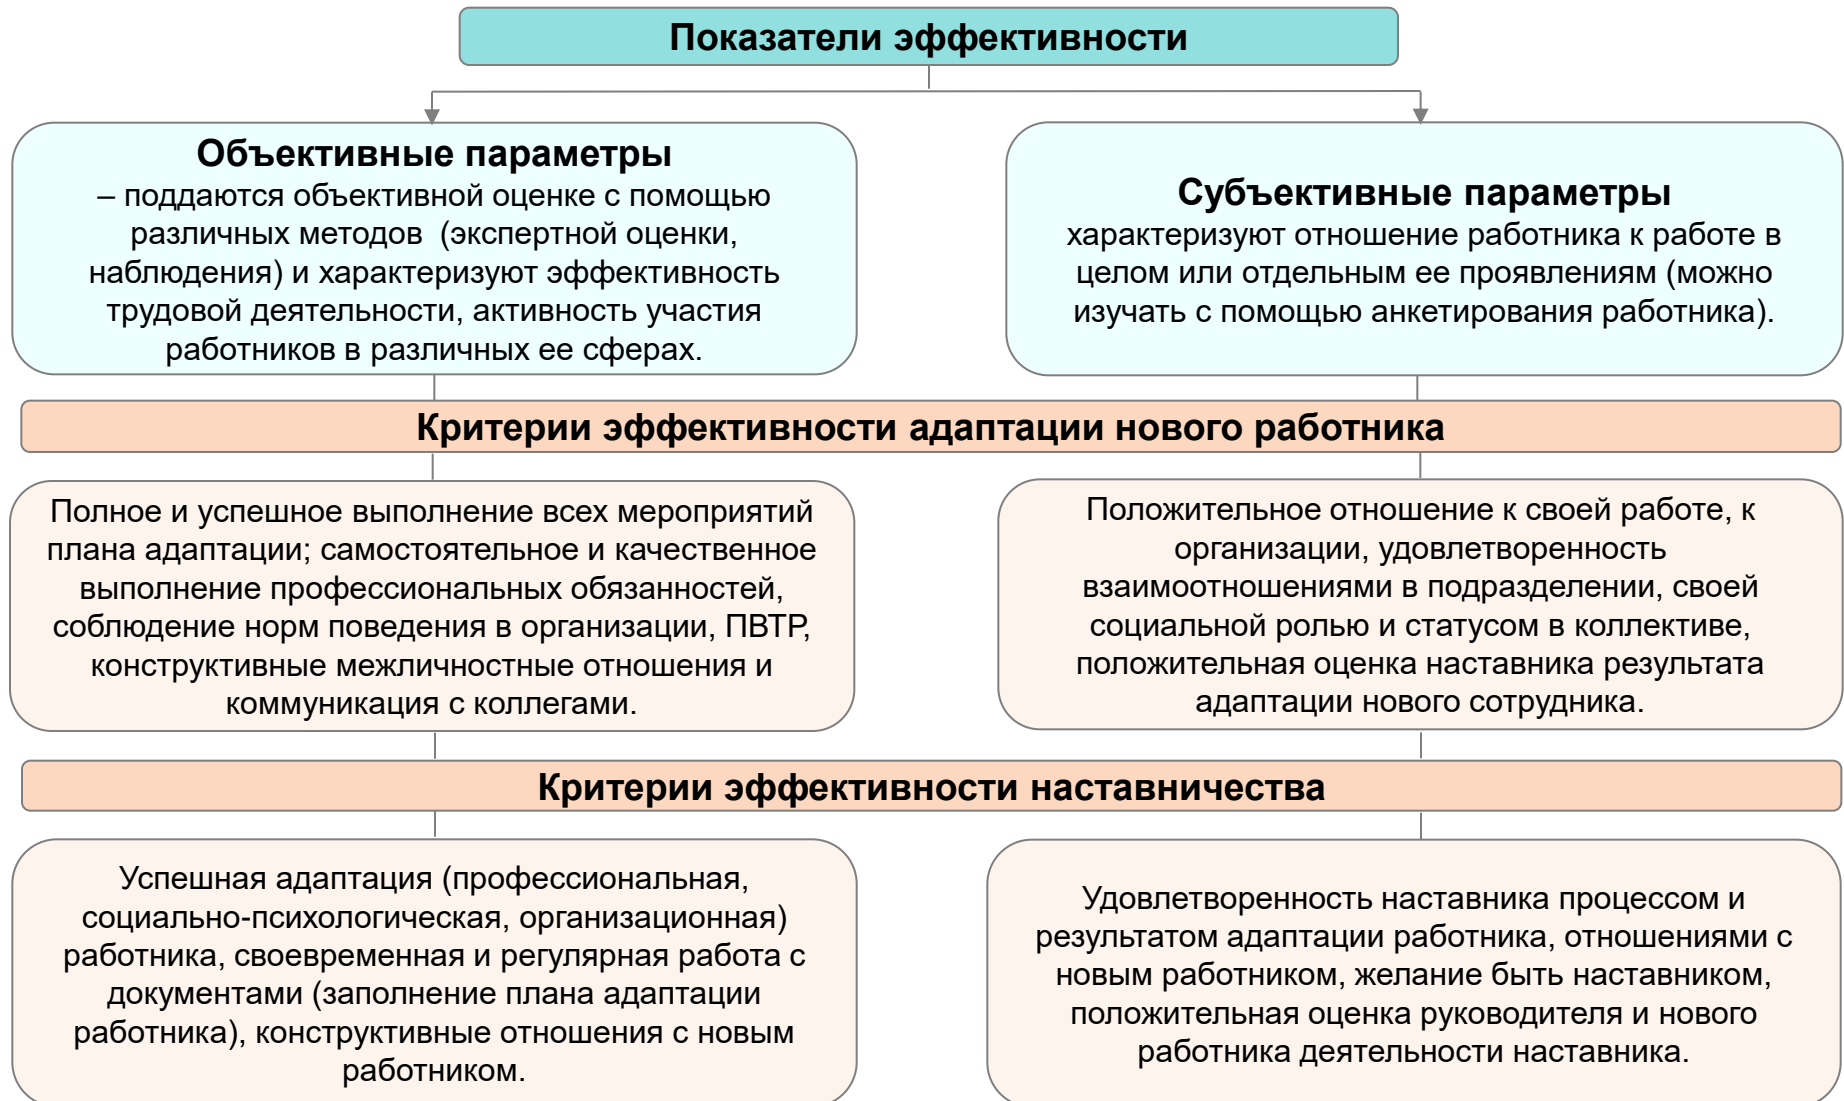 Показатели эффективности
Объективные параметры
– поддаются объективной оценке с помощью
различных методов (экспертной оценки,
наблюдения) и характеризуют эффективность
трудовой деятельности, активность участия
работников в различных ее сферах.
Субъективные параметры
характеризуют отношение работника к работе в
целом или отдельным ее проявлениям (можно
изучать с помощью анкетирования работника).
Критерии эффективности адаптации нового работника
Полное и успешное выполнение всех мероприятий
плана адаптации; самостоятельное и качественное
выполнение профессиональных обязанностей,
соблюдение норм поведения в организации, ПВТР,
конструктивные межличностные отношения и
коммуникация с коллегами.
Положительное отношение к своей работе, к
организации, удовлетворенность
взаимоотношениями в подразделении, своей
социальной ролью и статусом в коллективе,
положительная оценка наставника результата
адаптации нового сотрудника.
Критерии эффективности наставничества
Успешная адаптация (профессиональная,
социально-психологическая, организационная)
работника, своевременная и регулярная работа с
документами (заполнение плана адаптации
работника), конструктивные отношения с новым
работником.
Удовлетворенность наставника процессом и
результатом адаптации работника, отношениями с
новым работником, желание быть наставником,
положительная оценка руководителя и нового
работника деятельности наставника.